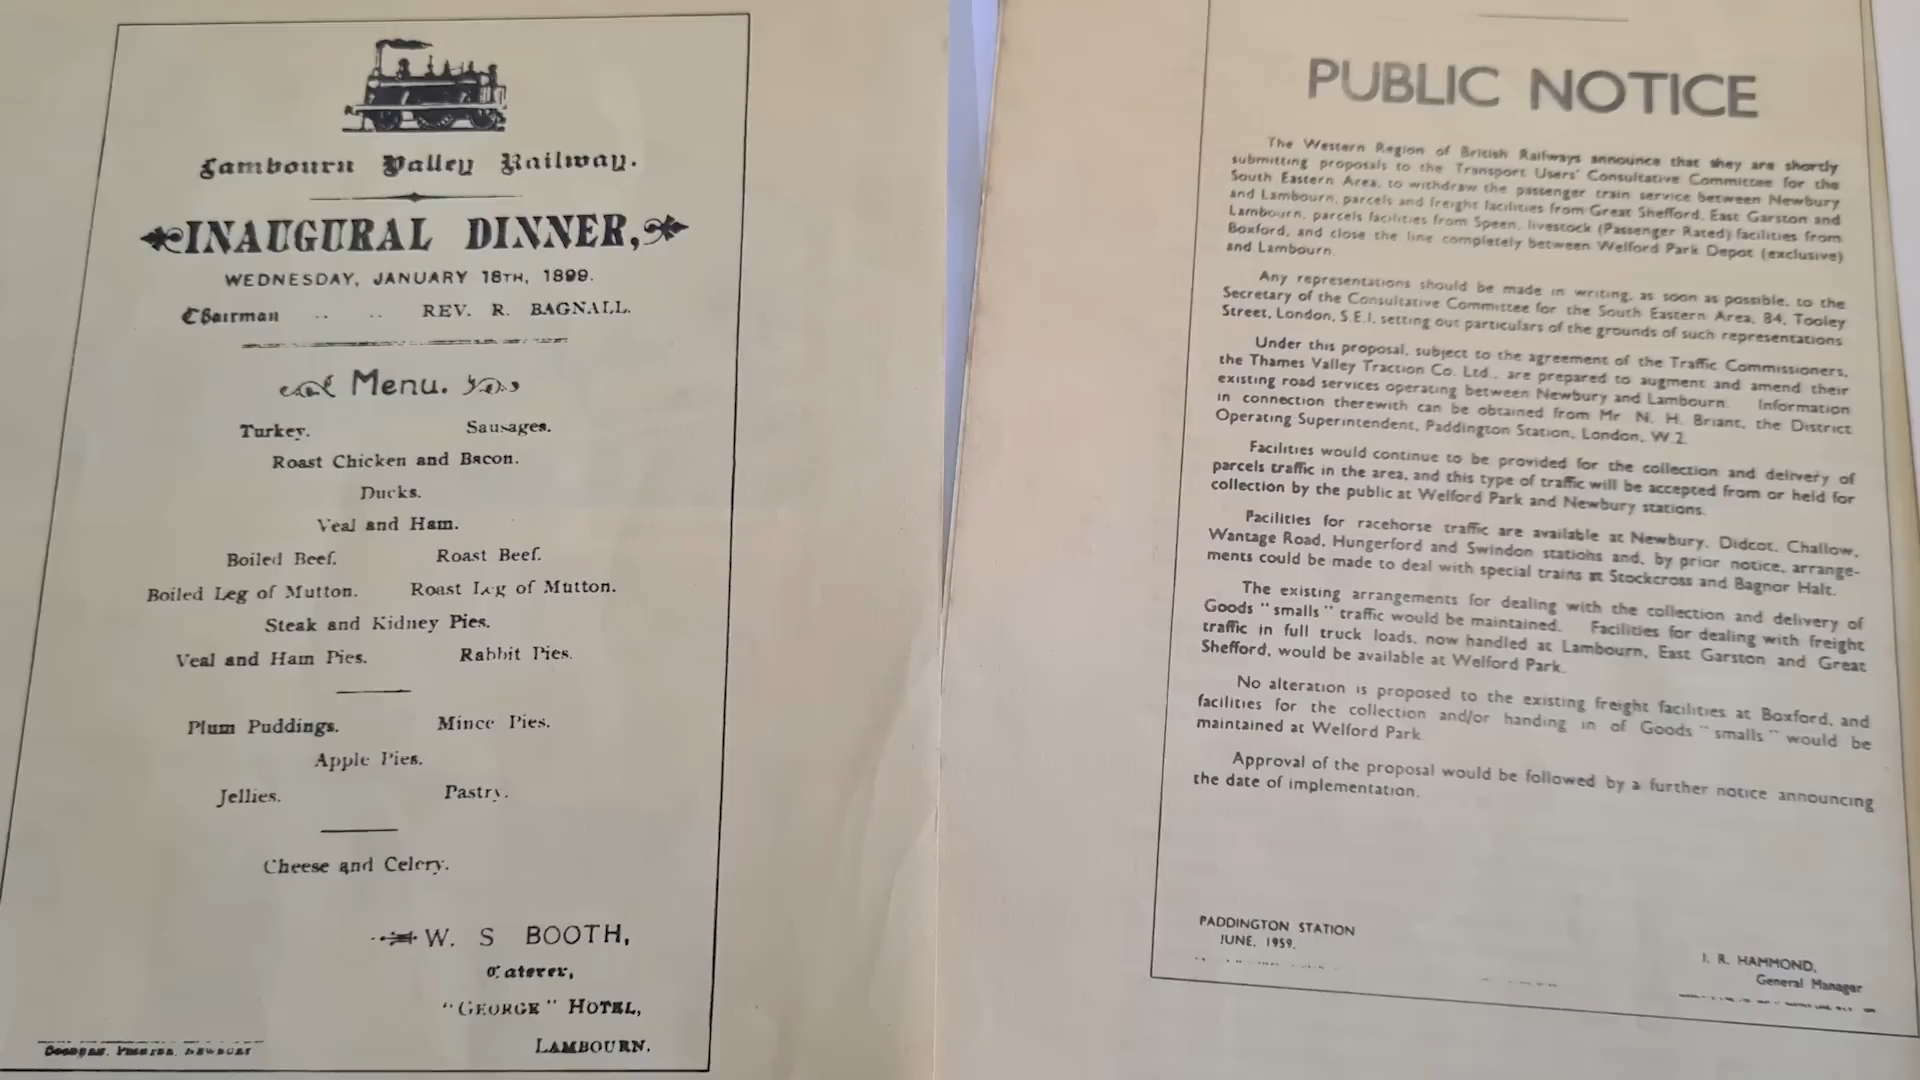 Lambourn Valley Railway.
INAUGURAL DINNER,
WEDNESDAY, JANUARY 18TH, 1899.
Chairman .. .. REV. R. BAGNALL.
Menu.
Turkey. Sausages.
Roast Chicken and Bacon.
Ducks.
Veal and Ham.
Boiled Beef. Roast Beef.
Boiled Leg of Mutton. Roast Leg of Mutton.
Steak and Kidney Pies.
Veal and Ham Pies. Rabbit Pies.
Plum Puddings. Mince Pies.
Apple Pies.
Jellies. Pastry.
Cheese and Celery.
W. S BOOTH,
Caterer,
"GEORGE" HOTEL,
LAMBOURN.
PRINTER, NEWBURY
PUBLIC NOTICE
The Western Region of British Railways announce that they are shortly
submitting proposals to the Transport Users' Consultative Committee for the
South Eastern Area, to withdraw the passenger train service between Newbury
and Lambourn, parcels and freight facilities from Great Shefford, East Garston and
Lambourn, parcels facilities from Speen, livestock (Passenger Rated) facilities from
Boxford, and close the line completely between Welford Park Depot (exclusive)
and Lambourn.
Any representations should be made in writing, as soon as possible, to the
Secretary of the Consultative Committee for the South Eastern Area, 84, Tooley
Street, London, S.E.1, setting out particulars of the grounds of such representations
Under this proposal, subject to the agreement of the Traffic Commissioners,
the Thames Valley Traction Co. Ltd., are prepared to augment and amend their
existing road services operating between Newbury and Lambourn. Information
in connection therewith can be obtained from Mr. N. H. Briant, the District
Operating Superintendent, Paddington Station, London, W.2.
Facilities would continue to be provided for the collection and delivery of
parcels traffic in the area, and this type of traffic will be accepted from or held for
collection by the public at Welford Park and Newbury stations.
Facilities for racehorse traffic are available at Newbury, Didcot, Challow,
Wantage Road, Hungerford and Swindon stations and, by prior notice, arrange-
ments could be made to deal with special trains at Stockcross and Bagnor Halt.
The existing arrangements for dealing with the collection and delivery of
Goods "smalls" traffic would be maintained. Facilities for dealing with freight
traffic in full truck loads, now handled at Lambourn, East Garston and Great
Shefford, would be available at Welford Park.
No alteration is proposed to the existing freight facilities at Boxford, and
facilities for the collection and/or handing in of Goods "smalls" would be
maintained at Welford Park.
Approval of the proposal would be followed by a further notice announcing
the date of implementation.
PADDINGTON STATION
JUNE, 1959.
J. R. HAMMOND,
General Manager